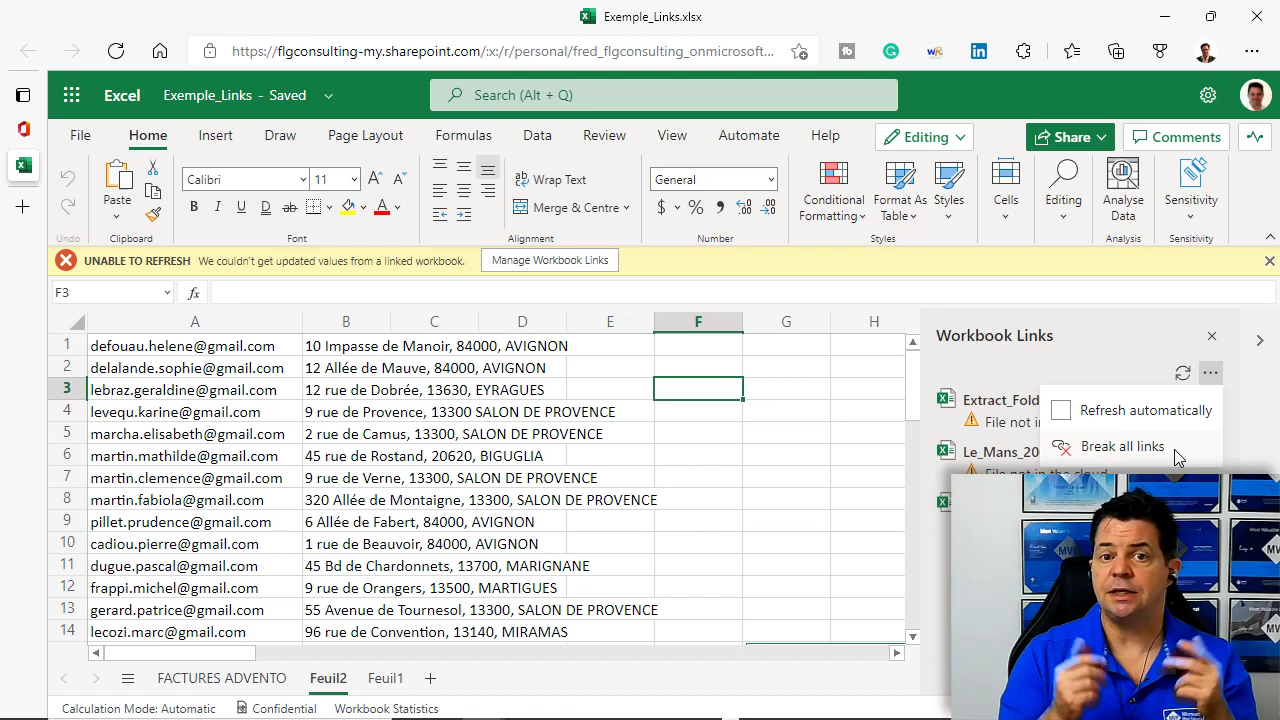 Exemple_Links.xlsx
https://flgconsulting-my.sharepoint.com/:x:/r/personal/fred_flgconsulting_onmicrosoft...
Excel
Exemple_Links - Saved
Search (Alt + Q)
File Home Insert Draw Page Layout Formulas Data Review View Automate Help Editing Share Comments
Calibri 11 Wrap Text General
Paste Merge & Centre Conditional Formatting Format As Table Styles Cells Editing Analyse Data Sensitivity
Undo Clipboard Font Alignment Number Styles Analysis Sensitivity
UNABLE TO REFRESH We couldn't get updated values from a linked workbook. Manage Workbook Links
F3 fx
A B C D E F G H
Workbook Links
1 defouau.helene@gmail.com 10 Impasse de Manoir, 84000, AVIGNON
2 delalande.sophie@gmail.com 12 Allée de Mauve, 84000, AVIGNON
3 lebraz.geraldine@gmail.com 12 rue de Dobrée, 13630, EYRAGUES
4 levequ.karine@gmail.com 9 rue de Provence, 13300 SALON DE PROVENCE
5 marcha.elisabeth@gmail.com 2 rue de Camus, 13300, SALON DE PROVENCE
6 martin.mathilde@gmail.com 45 rue de Rostand, 20620, BIGUGLIA
7 martin.clemence@gmail.com 9 rue de Verne, 13300, SALON DE PROVENCE
8 martin.fabiola@gmail.com 320 Allée de Montaigne, 13300, SALON DE PROVENCE
9 pillet.prudence@gmail.com 6 Allée de Fabert, 84000, AVIGNON
10 cadiou.pierre@gmail.com 1 rue de Beauvoir, 84000, AVIGNON
11 dugue.pascal@gmail.com 45 Bd de Chardonnets, 13700, MARIGNANE
12 frappi.michel@gmail.com 9 rue de Orangers, 13500, MARTIGUES
13 gerard.patrice@gmail.com 55 Avenue de Tournesol, 13300, SALON DE PROVENCE
14 lecozi.marc@gmail.com 96 rue de Convention, 13140, MIRAMAS
Extract_Fold
File not in
Refresh automatically
Break all links
Le_Mans_20
File not in the cloud
FACTURES ADVENTO Feuil2 Feuil1
Calculation Mode: Automatic Confidential Workbook Statistics